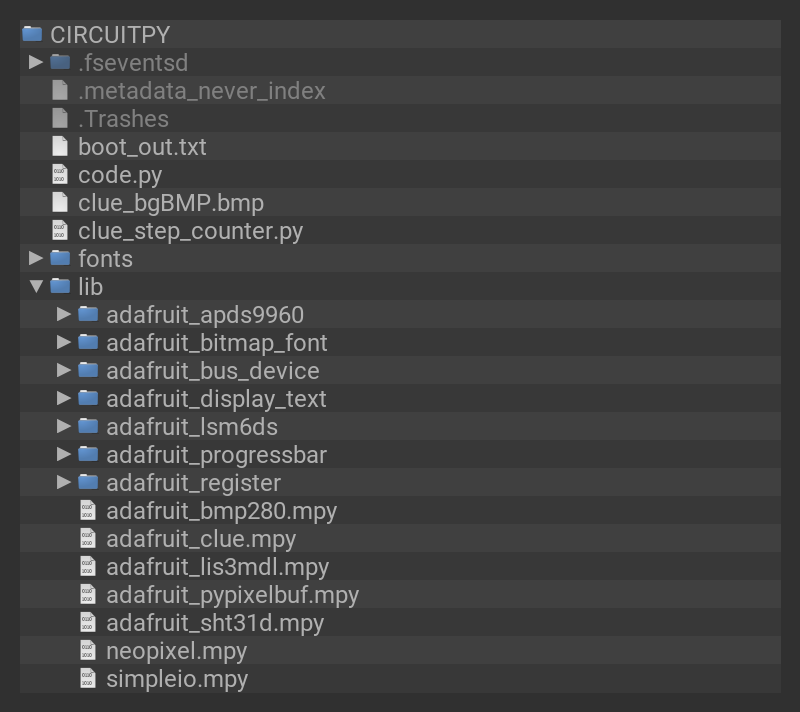 CIRCUITPY
.fseventsd
.metadata_never_index
.Trashes
boot_out.txt
code.py
clue_bgBMP.bmp
clue_step_counter.py
fonts
lib
adafruit_apds9960
adafruit_bitmap_font
adafruit_bus_device
adafruit_display_text
adafruit_lsm6ds
adafruit_progressbar
adafruit_register
adafruit_bmp280.mpy
adafruit_clue.mpy
adafruit_lis3mdl.mpy
adafruit_pypixelbuf.mpy
adafruit_sht31d.mpy
neopixel.mpy
simpleio.mpy